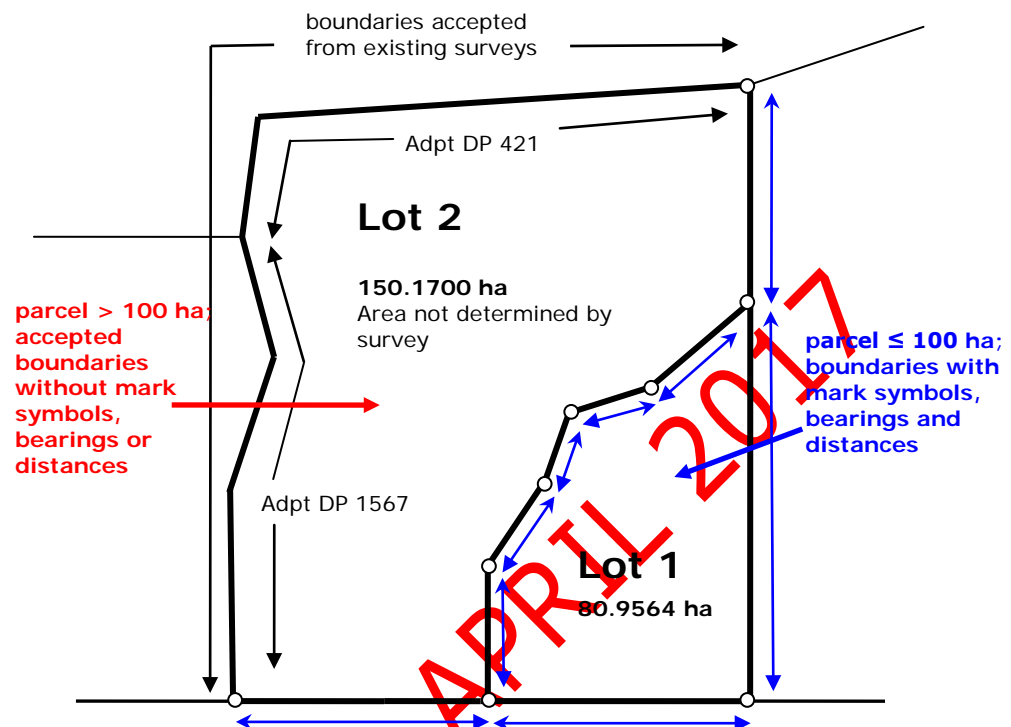 boundaries accepted
from existing surveys
Adpt DP 421
Lot 2
150.1700 ha
Area not determined by
survey
parcel > 100 ha;
accepted
boundaries
without mark
symbols,
bearings or
distances
parcel ≤ 100 ha;
boundaries with
mark symbols,
bearings and
distances
Adpt DP 1567
Lot 1
80.9564 ha
APRIL 2017